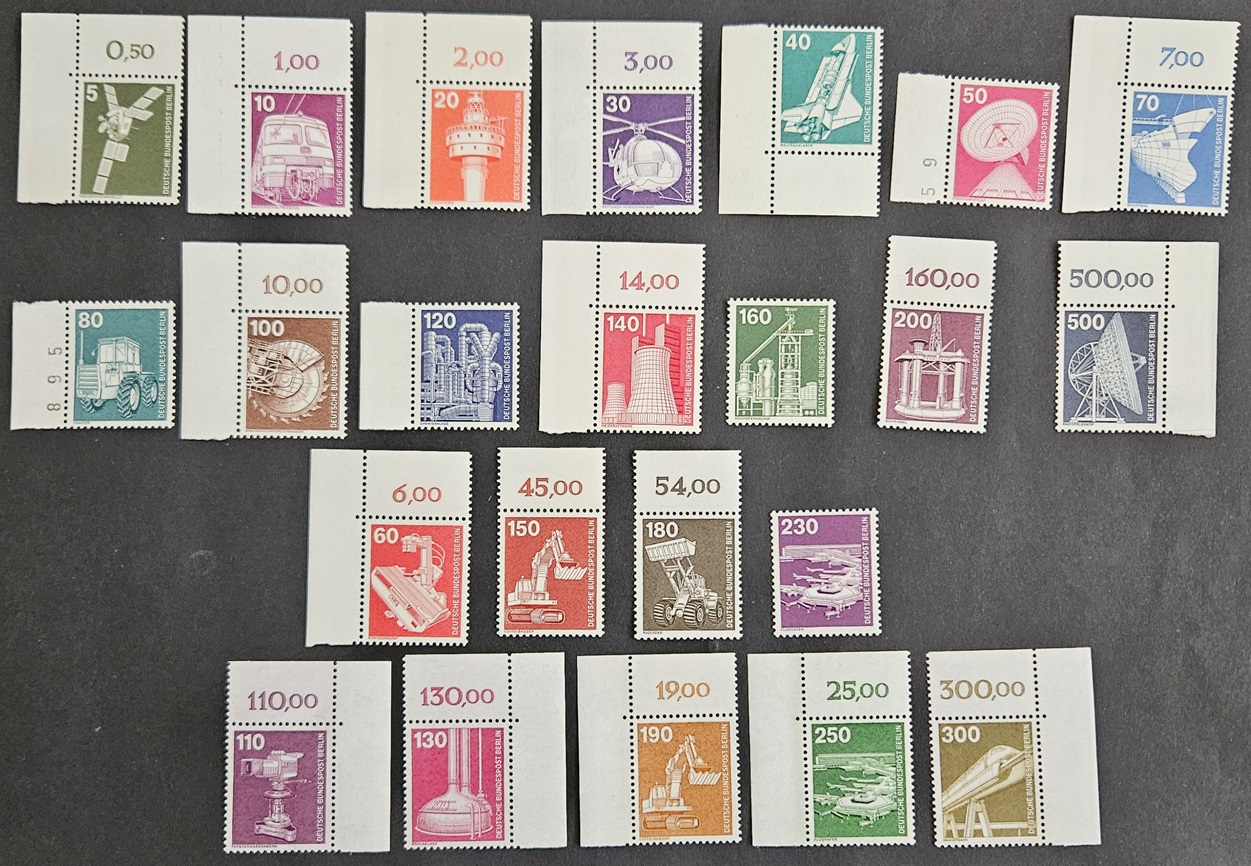 0,50
5
DEUTSCHE BUNDESPOST BERLIN
1,00
10
DEUTSCHE BUNDESPOST BERLIN
2,00
20
DEUTSCHE BUNDESPOST BERLIN
3,00
30
DEUTSCHE BUNDESPOST BERLIN
40
DEUTSCHE BUNDESPOST BERLIN
5 9
50
DEUTSCHE BUNDESPOST BERLIN
7,00
70
DEUTSCHE BUNDESPOST BERLIN
8 9 5
80
DEUTSCHE BUNDESPOST BERLIN
10,00
100
DEUTSCHE BUNDESPOST BERLIN
120
DEUTSCHE BUNDESPOST BERLIN
14,00
140
DEUTSCHE BUNDESPOST BERLIN
160
DEUTSCHE BUNDESPOST BERLIN
160,00
200
DEUTSCHE BUNDESPOST BERLIN
500,00
500
DEUTSCHE BUNDESPOST BERLIN
6,00
60
DEUTSCHE BUNDESPOST BERLIN
45,00
150
DEUTSCHE BUNDESPOST BERLIN
54,00
180
DEUTSCHE BUNDESPOST BERLIN
RADLADER
230
DEUTSCHE BUNDESPOST BERLIN
FLUGHAFEN
110,00
110
DEUTSCHE BUNDESPOST BERLIN
130,00
130
DEUTSCHE BUNDESPOST BERLIN
19,00
190
DEUTSCHE BUNDESPOST BERLIN
25,00
250
DEUTSCHE BUNDESPOST BERLIN
FLUGHAFEN
300,00
300
DEUTSCHE BUNDESPOST BERLIN